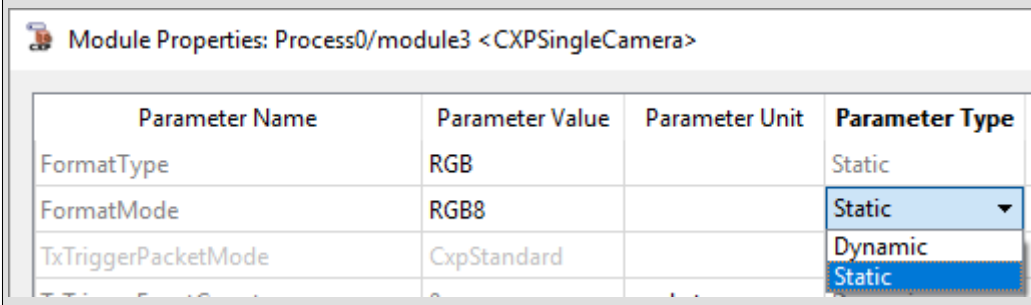 CXP Module Properties: Process0/module3 <CXPSingleCamera>
Parameter Name Parameter Value Parameter Unit Parameter Type
FormatType RGB Static
FormatMode RGB8 Static
TxTriggerPacketMode CxpStandard Dynamic
Static